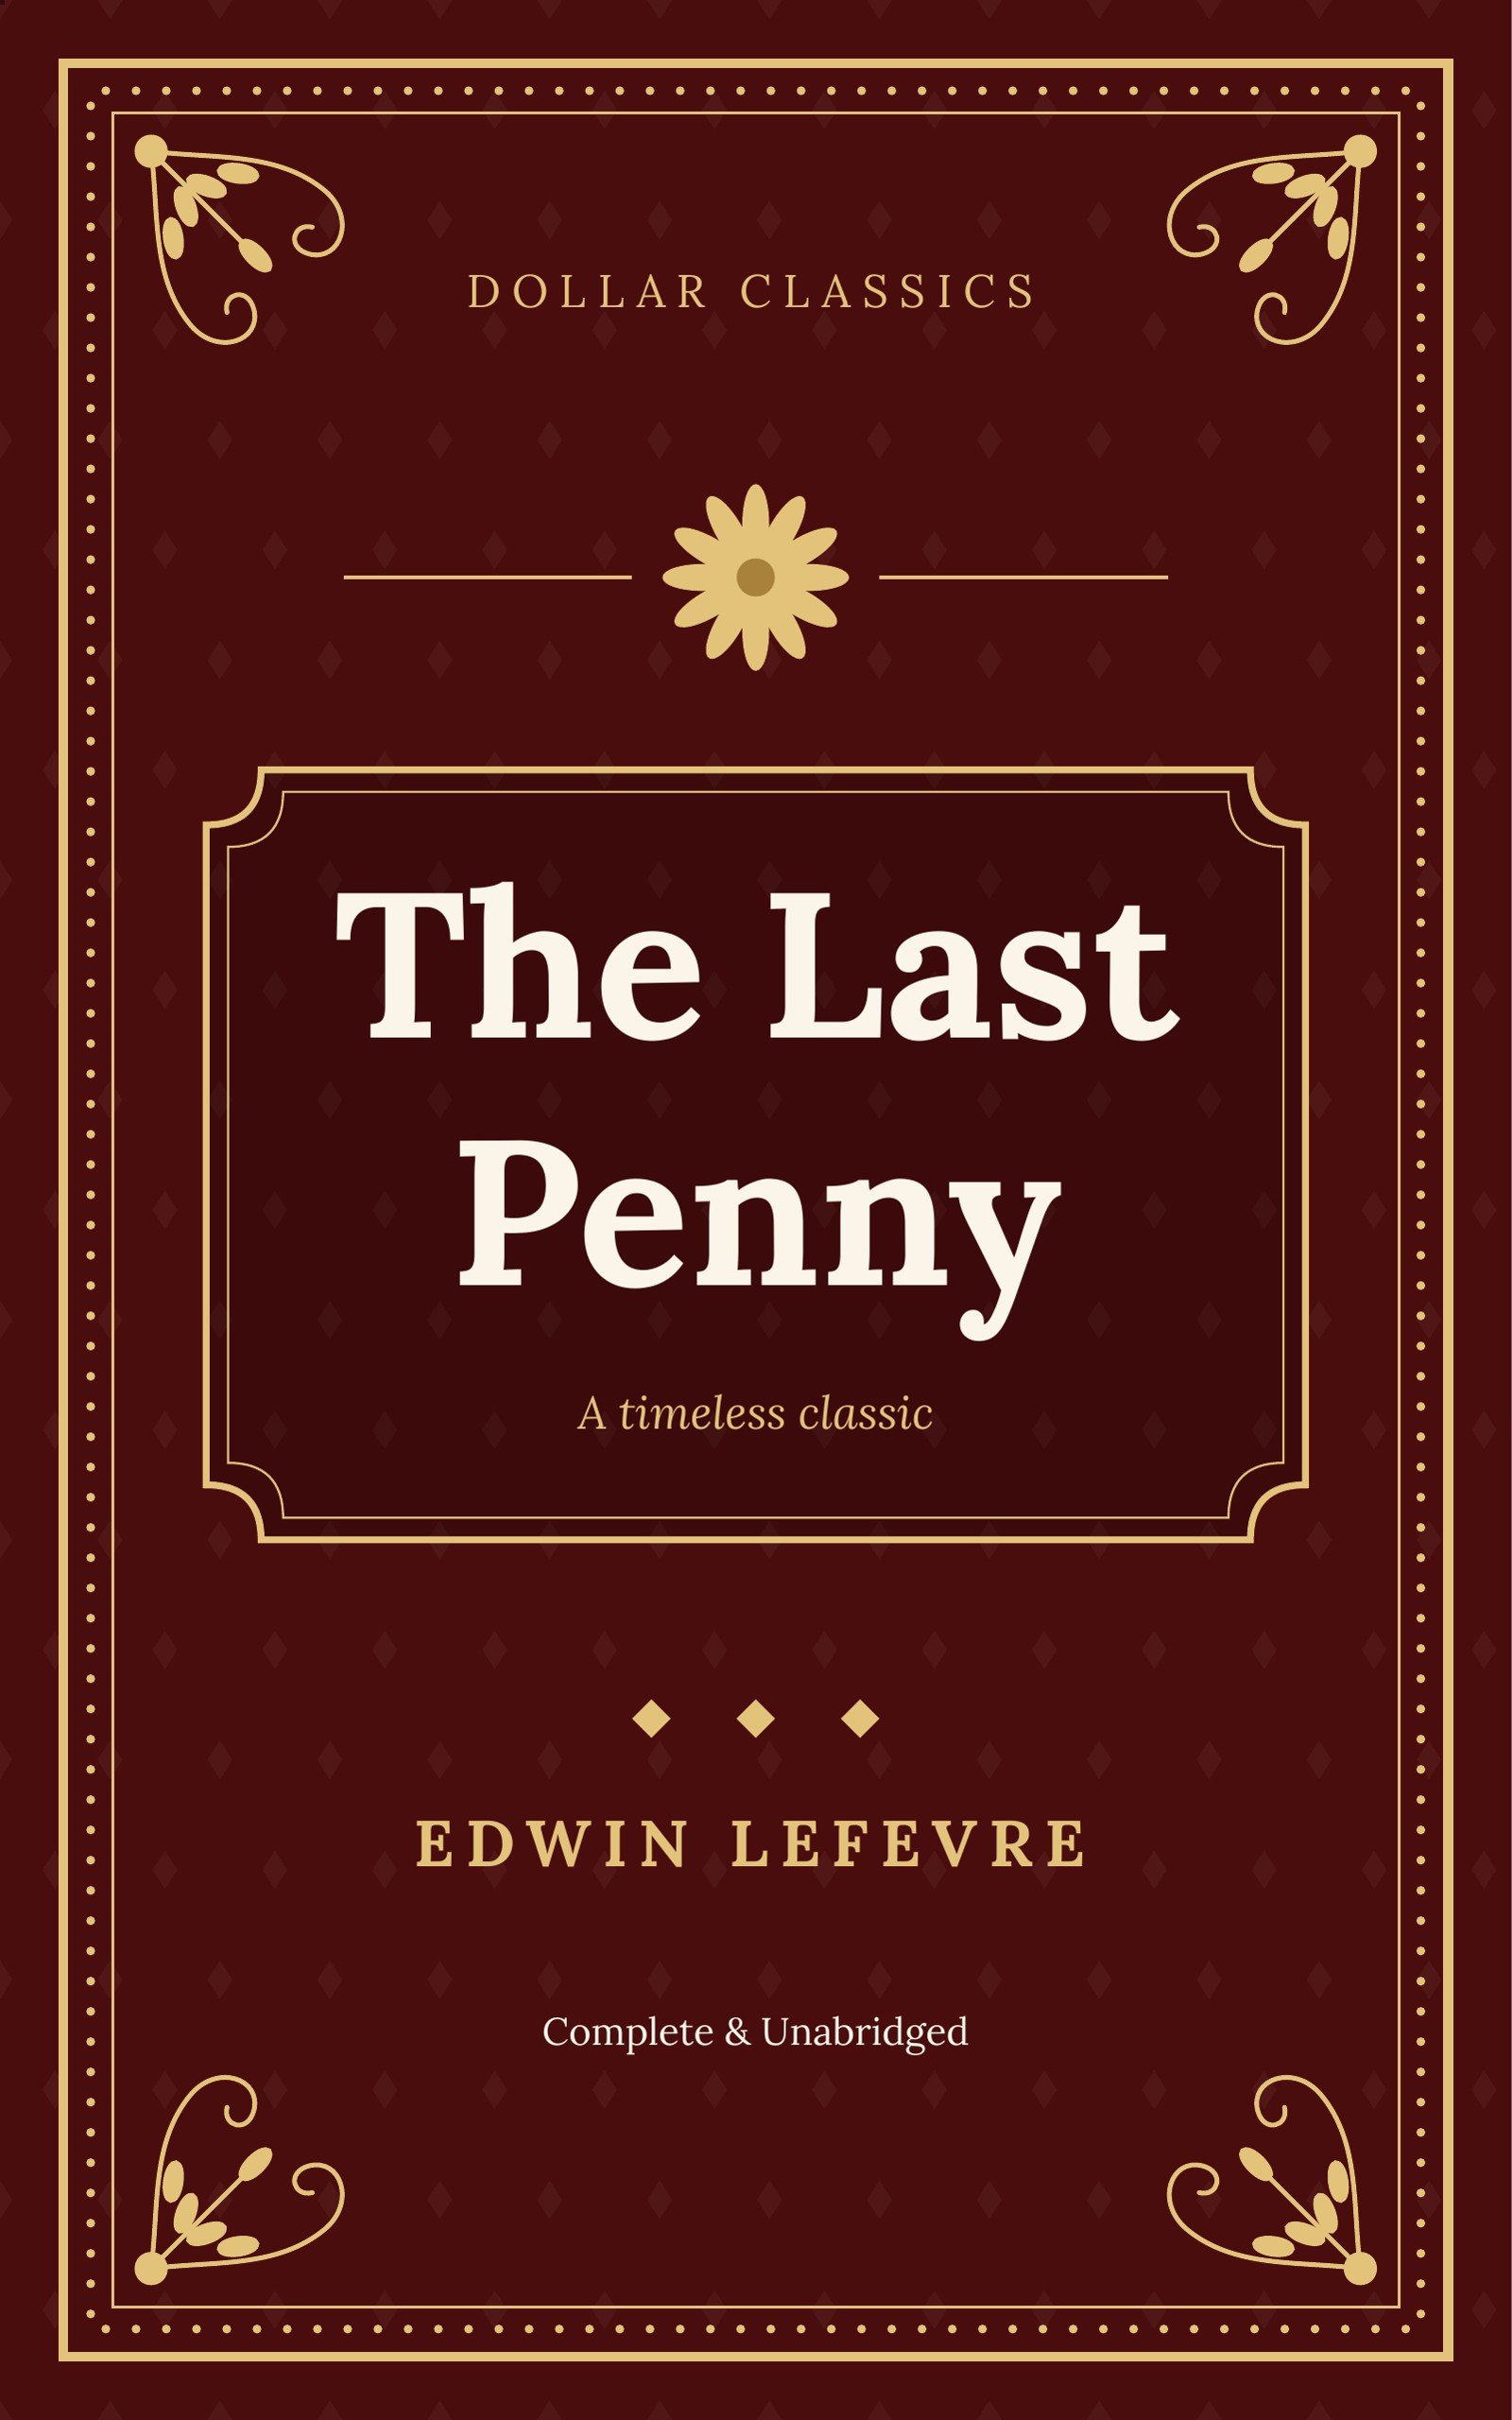 DOLLAR CLASSICS
The Last
Penny
A timeless classic
EDWIN LEFEVRE
Complete & Unabridged